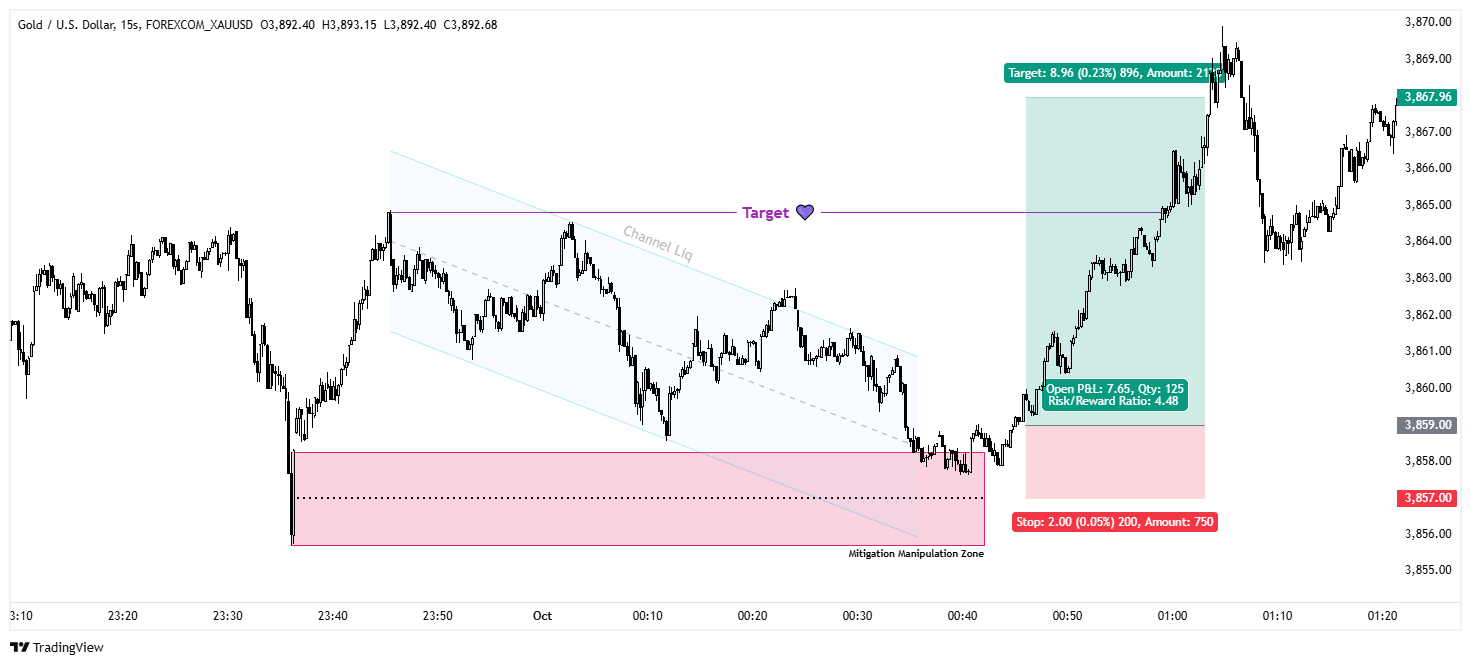 Gold / U.S. Dollar, 15s, FOREXCOM_XAUUSD O3,892.40 H3,893.15 L3,892.40 C3,892.68
3,870.00
3,869.00
Target: 8.96 (0.23%) 896, Amount:
3,867.96
3,867.00
3,866.00
3,865.00
Target 💜
Channel Liq
3,864.00
3,863.00
3,862.00
3,861.00
3,860.00
Open P&L: 7.65, Qty: 125
Risk/Reward Ratio: 4.48
3,859.00
3,858.00
3,857.00
Stop: 2.00 (0.05%) 200, Amount: 750
3,856.00
Mitigation Manipulation Zone
3,855.00
3:10 23:20 23:30 23:40 23:50 Oct 00:10 00:20 00:30 00:40 00:50 01:00 01:10 01:20
TradingView